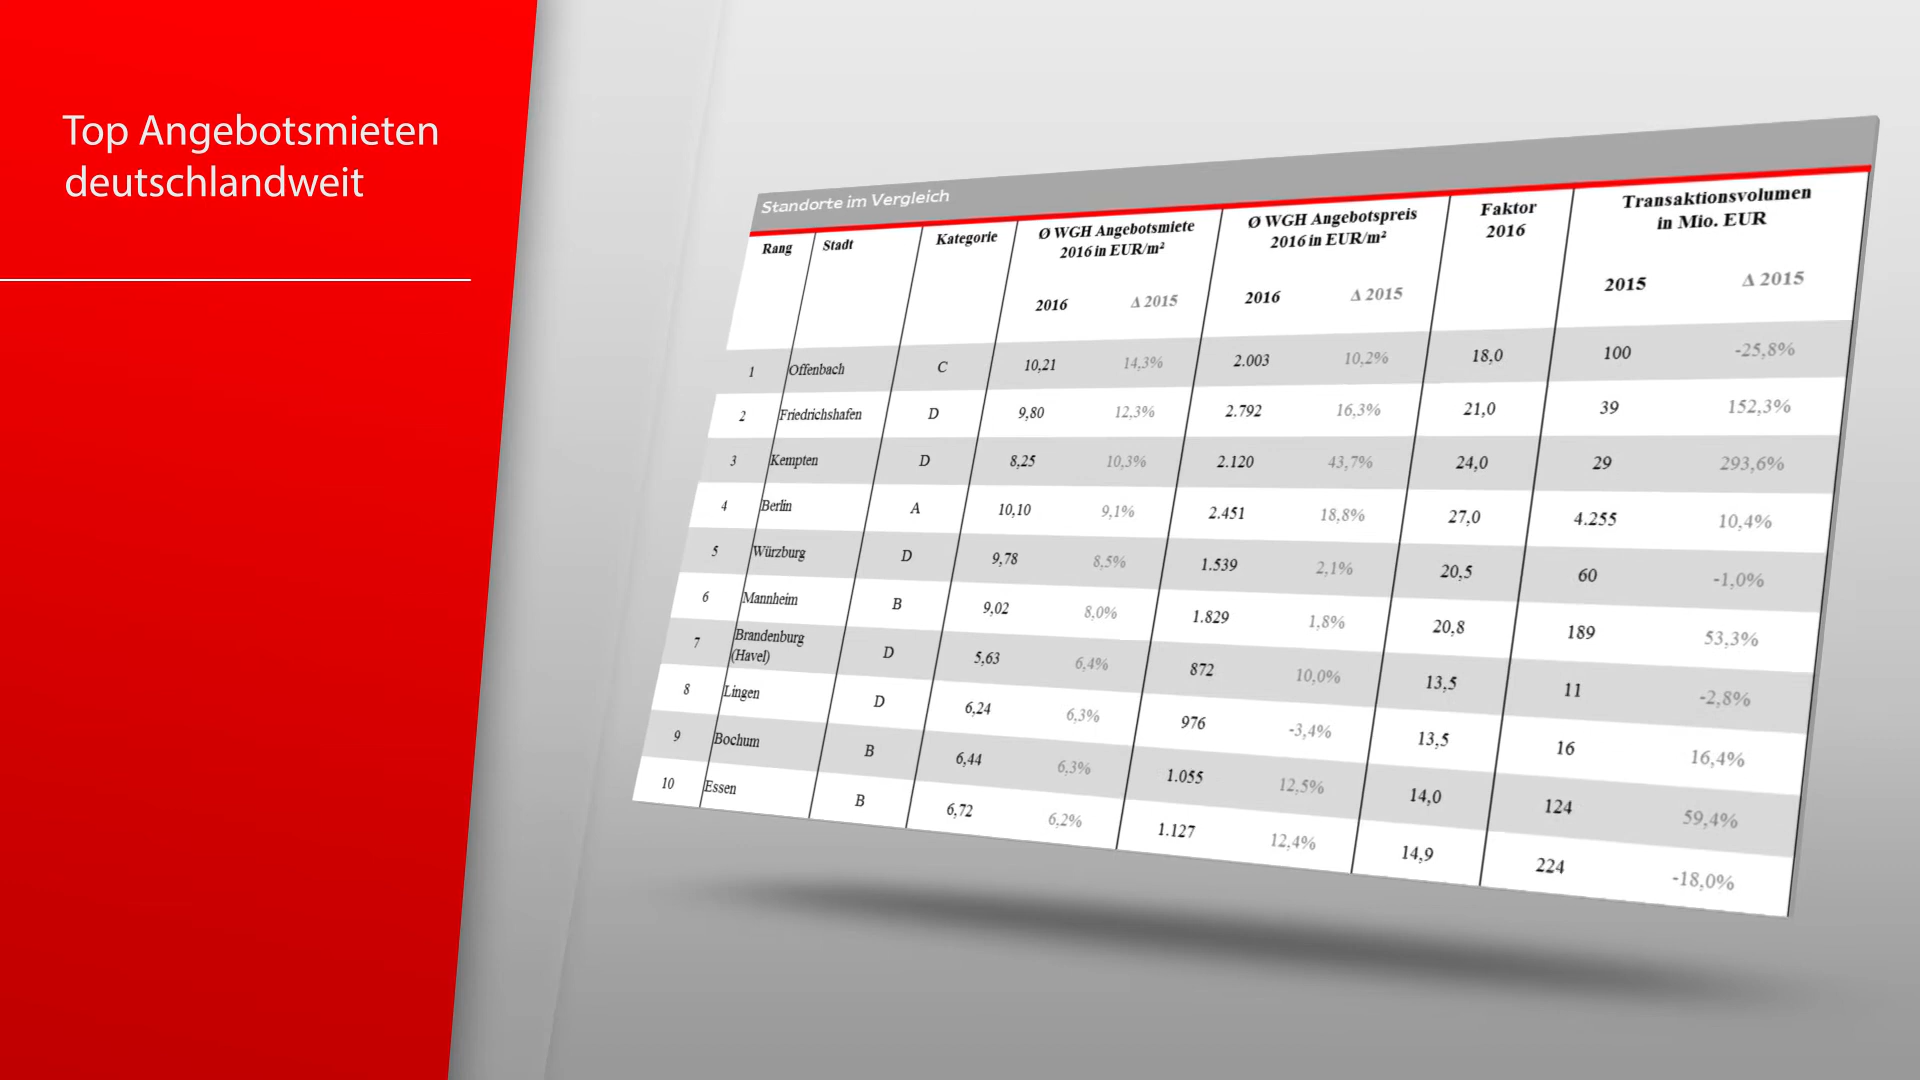 Top Angebotsmieten
deutschlandweit
Standorte im Vergleich
Rang Stadt Kategorie Ø WGH Angebotsmiete 2016 in EUR/m² Ø WGH Angebotspreis 2016 in EUR/m² Faktor 2016 Transaktionsvolumen in Mio. EUR
2016 Δ 2015 2016 Δ 2015 2015 Δ 2015
1 Offenbach C 10,21 14,3% 2.003 10,2% 18,0 100 -25,8%
2 Friedrichshafen D 9,80 12,3% 2.792 16,3% 21,0 39 152,3%
3 Kempten D 8,25 10,3% 2.120 43,7% 24,0 29 293,6%
4 Berlin A 10,10 9,1% 2.451 18,8% 27,0 4.255 10,4%
5 Würzburg D 9,78 8,5% 1.539 2,1% 20,5 60 -1,0%
6 Mannheim B 9,02 8,0% 1.829 1,8% 20,8 189 53,3%
7 Brandenburg (Havel) D 5,63 6,4% 872 10,0% 13,5 11 -2,8%
8 Lingen D 6,24 6,3% 976 -3,4% 13,5 16 16,4%
9 Bochum B 6,44 6,3% 1.055 12,5% 14,0 124 59,4%
10 Essen B 6,72 6,2% 1.127 12,4% 14,9 224 -18,0%